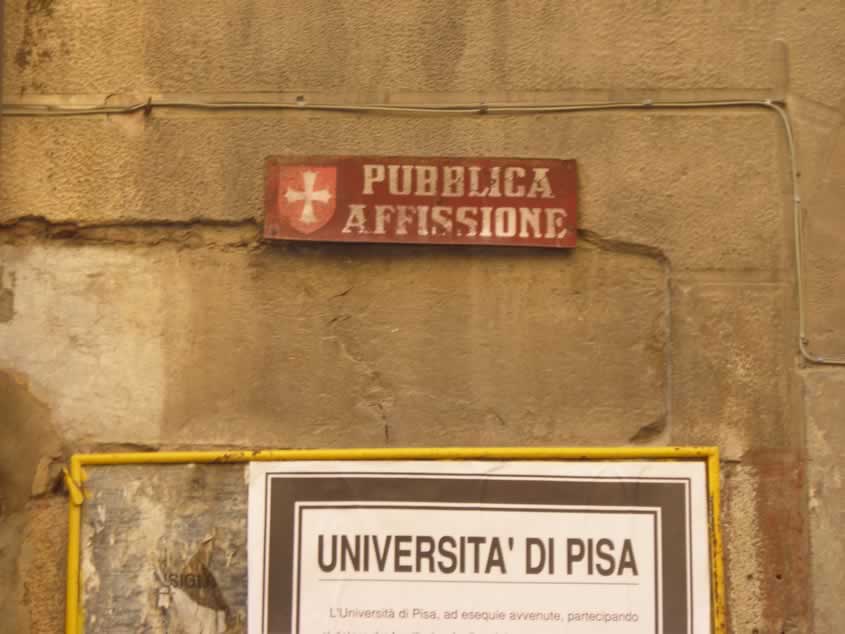 PUBBLICA
AFFISSIONE
UNIVERSITA' DI PISA
L'Università di Pisa, ad esequie avvenute, partecipando